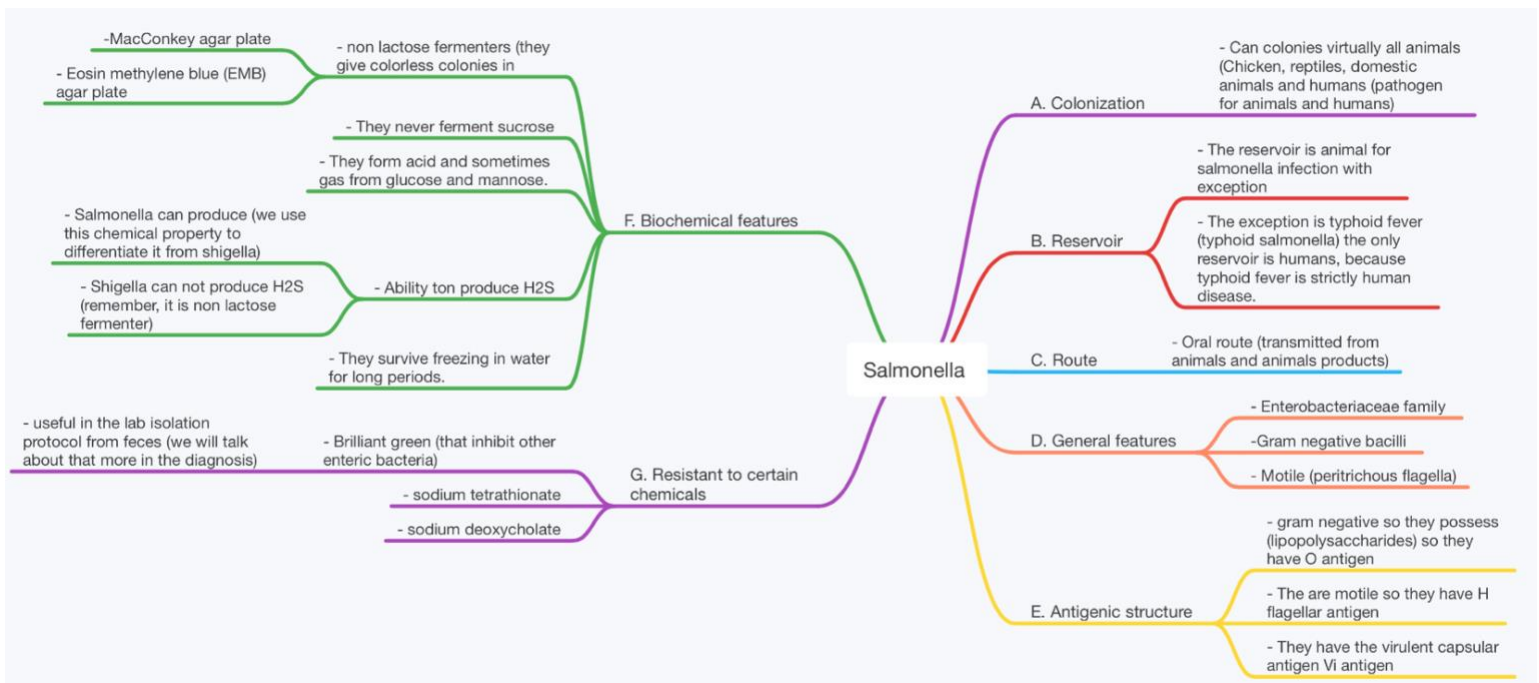 Salmonella
A. Colonization
- Can colonies virtually all animals
(Chicken, reptiles, domestic
animals and humans (pathogen
for animals and humans)
B. Reservoir
- The reservoir is animal for
salmonella infection with
exception
- The exception is typhoid fever
(typhoid salmonella) the only
reservoir is humans, because
typhoid fever is strictly human
disease.
C. Route
- Oral route (transmitted from
animals and animals products)
D. General features
- Enterobacteriaceae family
-Gram negative bacilli
- Motile (peritrichous flagella)
E. Antigenic structure
- gram negative so they possess
(lipopolysaccharides) so they
have O antigen
- The are motile so they have H
flagellar antigen
- They have the virulent capsular
antigen Vi antigen
F. Biochemical features
- non lactose fermenters (they
give colorless colonies in
-MacConkey agar plate
- Eosin methylene blue (EMB)
agar plate
- They never ferment sucrose
- They form acid and sometimes
gas from glucose and mannose.
- Ability ton produce H2S
- Salmonella can produce (we use
this chemical property to
differentiate it from shigella)
- Shigella can not produce H2S
(remember, it is non lactose
fermenter)
- They survive freezing in water
for long periods.
G. Resistant to certain
chemicals
- Brilliant green (that inhibit other
enteric bacteria)
- useful in the lab isolation
protocol from feces (we will talk
about that more in the diagnosis)
- sodium tetrathionate
- sodium deoxycholate